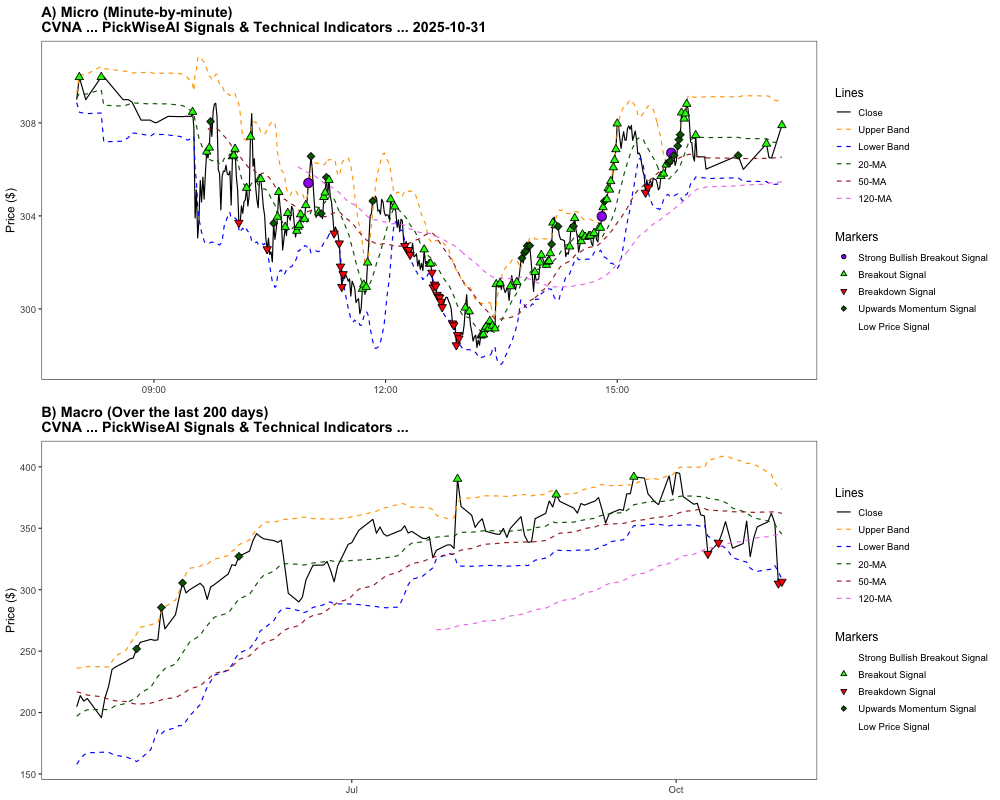 A) Micro (Minute-by-minute)
CVNA ... PickWiseAI Signals & Technical Indicators ... 2025-10-31
Price ($)
308
304
300
09:00
12:00
15:00
Lines
Close
Upper Band
Lower Band
20-MA
50-MA
120-MA
Markers
Strong Bullish Breakout Signal
Breakout Signal
Breakdown Signal
Upwards Momentum Signal
Low Price Signal
B) Macro (Over the last 200 days)
CVNA ... PickWiseAI Signals & Technical Indicators ...
Price ($)
400
350
300
250
200
150
Jul
Oct
Lines
Close
Upper Band
Lower Band
20-MA
50-MA
120-MA
Markers
Strong Bullish Breakout Signal
Breakout Signal
Breakdown Signal
Upwards Momentum Signal
Low Price Signal